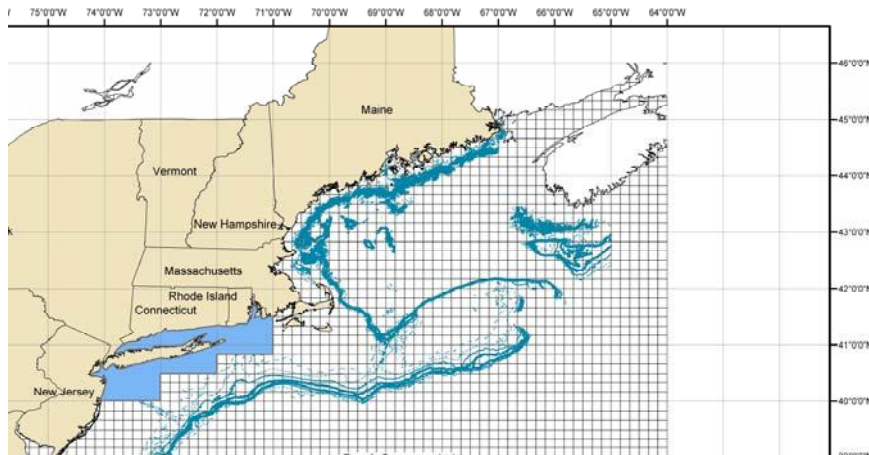 75°0'0"W 73°0'0"W 72°0'0"W 71°0'0"W 70°0'0"W 69°0'0"W 68°0'0"W 67°0'0"W 66°0'0"W 65°0'0"W 64°0'0"W
46°0'0"N
45°0'0"N
Maine
Vermont
44°0'0"N
New Hampshire
43°0'0"N
Massachusetts
Rhode Island
42°0'0"N
Connecticut
41°0'0"N
New Jersey
40°0'0"N